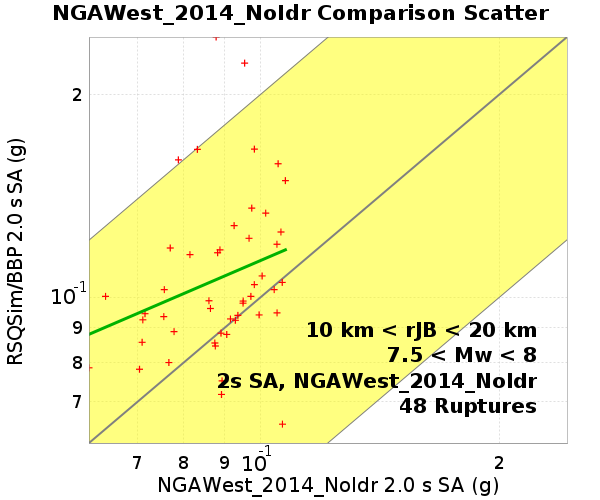 NGAWest_2014_NoIdr Comparison Scatter
RSQSim/BBP 2.0 s SA (g)
2
10-1
9
8
7
10 km < rJB < 20 km
7.5 < Mw < 8
2s SA, NGAWest_2014_NoIdr
48 Ruptures
7 8 9 10-1 2
NGAWest_2014_NoIdr 2.0 s SA (g)